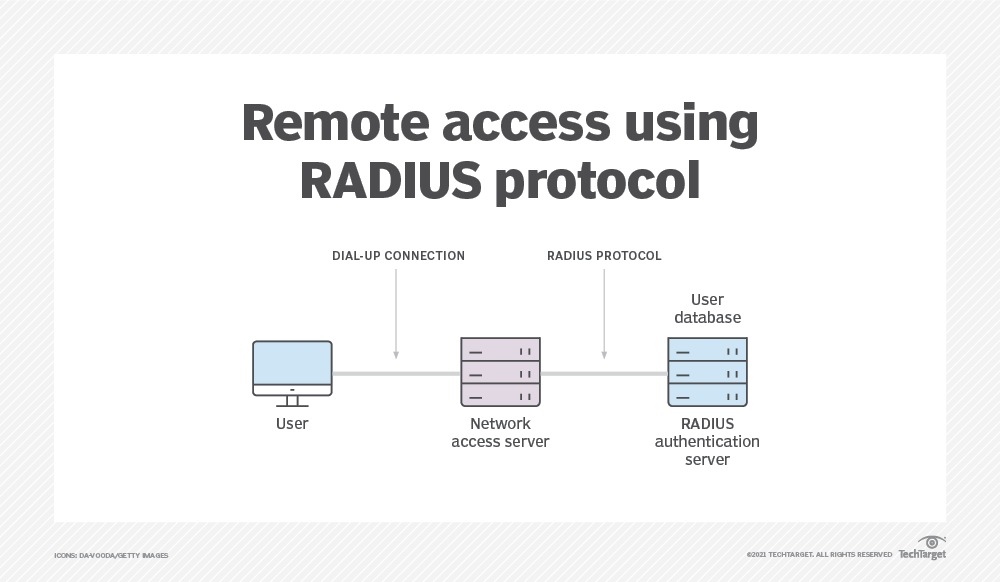 Remote access using
RADIUS protocol
DIAL-UP CONNECTION
RADIUS PROTOCOL
User
database
User
Network
access server
RADIUS
authentication
server
ICONS: DA-VOODA/GETTY IMAGES
©2021 TECHTARGET. ALL RIGHTS RESERVED
TechTarget